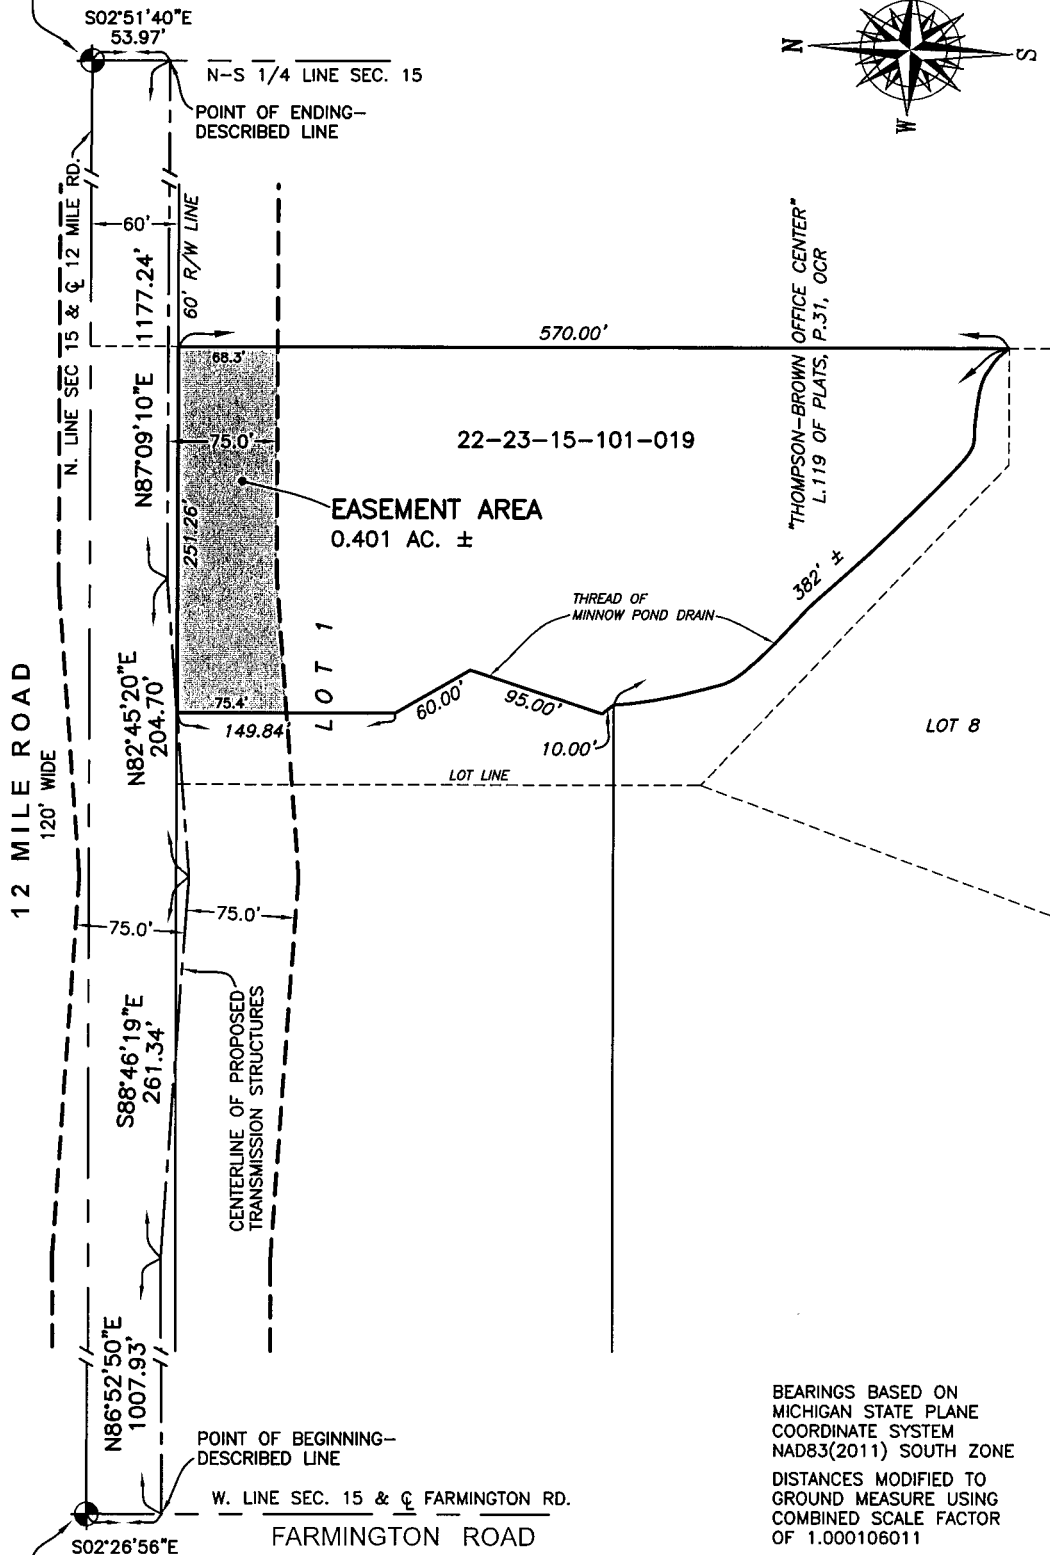 S02°51'40"E
53.97'
N-S 1/4 LINE SEC. 15
POINT OF ENDING-
DESCRIBED LINE
N
S
W
N. LINE SEC 15 & ℄ 12 MILE RD.
60'
60' R/W LINE
N87°09'10"E 1177.24'
570.00'
"THOMPSON-BROWN OFFICE CENTER"
L.119 OF PLATS, P.31, OCR
68.3'
75.0'
22-23-15-101-019
EASEMENT AREA
0.401 AC. ±
251.26'
382' ±
THREAD OF
MINNOW POND DRAIN
LOT 1
N82°45'20"E
204.70'
75.4'
149.84'
60.00'
95.00'
10.00'
LOT 8
LOT LINE
12 MILE ROAD
120' WIDE
75.0'
75.0'
CENTERLINE OF PROPOSED
TRANSMISSION STRUCTURES
S88°46'19"E
261.34'
N86°52'50"E
1007.93'
POINT OF BEGINNING-
DESCRIBED LINE
W. LINE SEC. 15 & ℄ FARMINGTON RD.
FARMINGTON ROAD
S02°26'56"E
BEARINGS BASED ON
MICHIGAN STATE PLANE
COORDINATE SYSTEM
NAD83(2011) SOUTH ZONE
DISTANCES MODIFIED TO
GROUND MEASURE USING
COMBINED SCALE FACTOR
OF 1.000106011